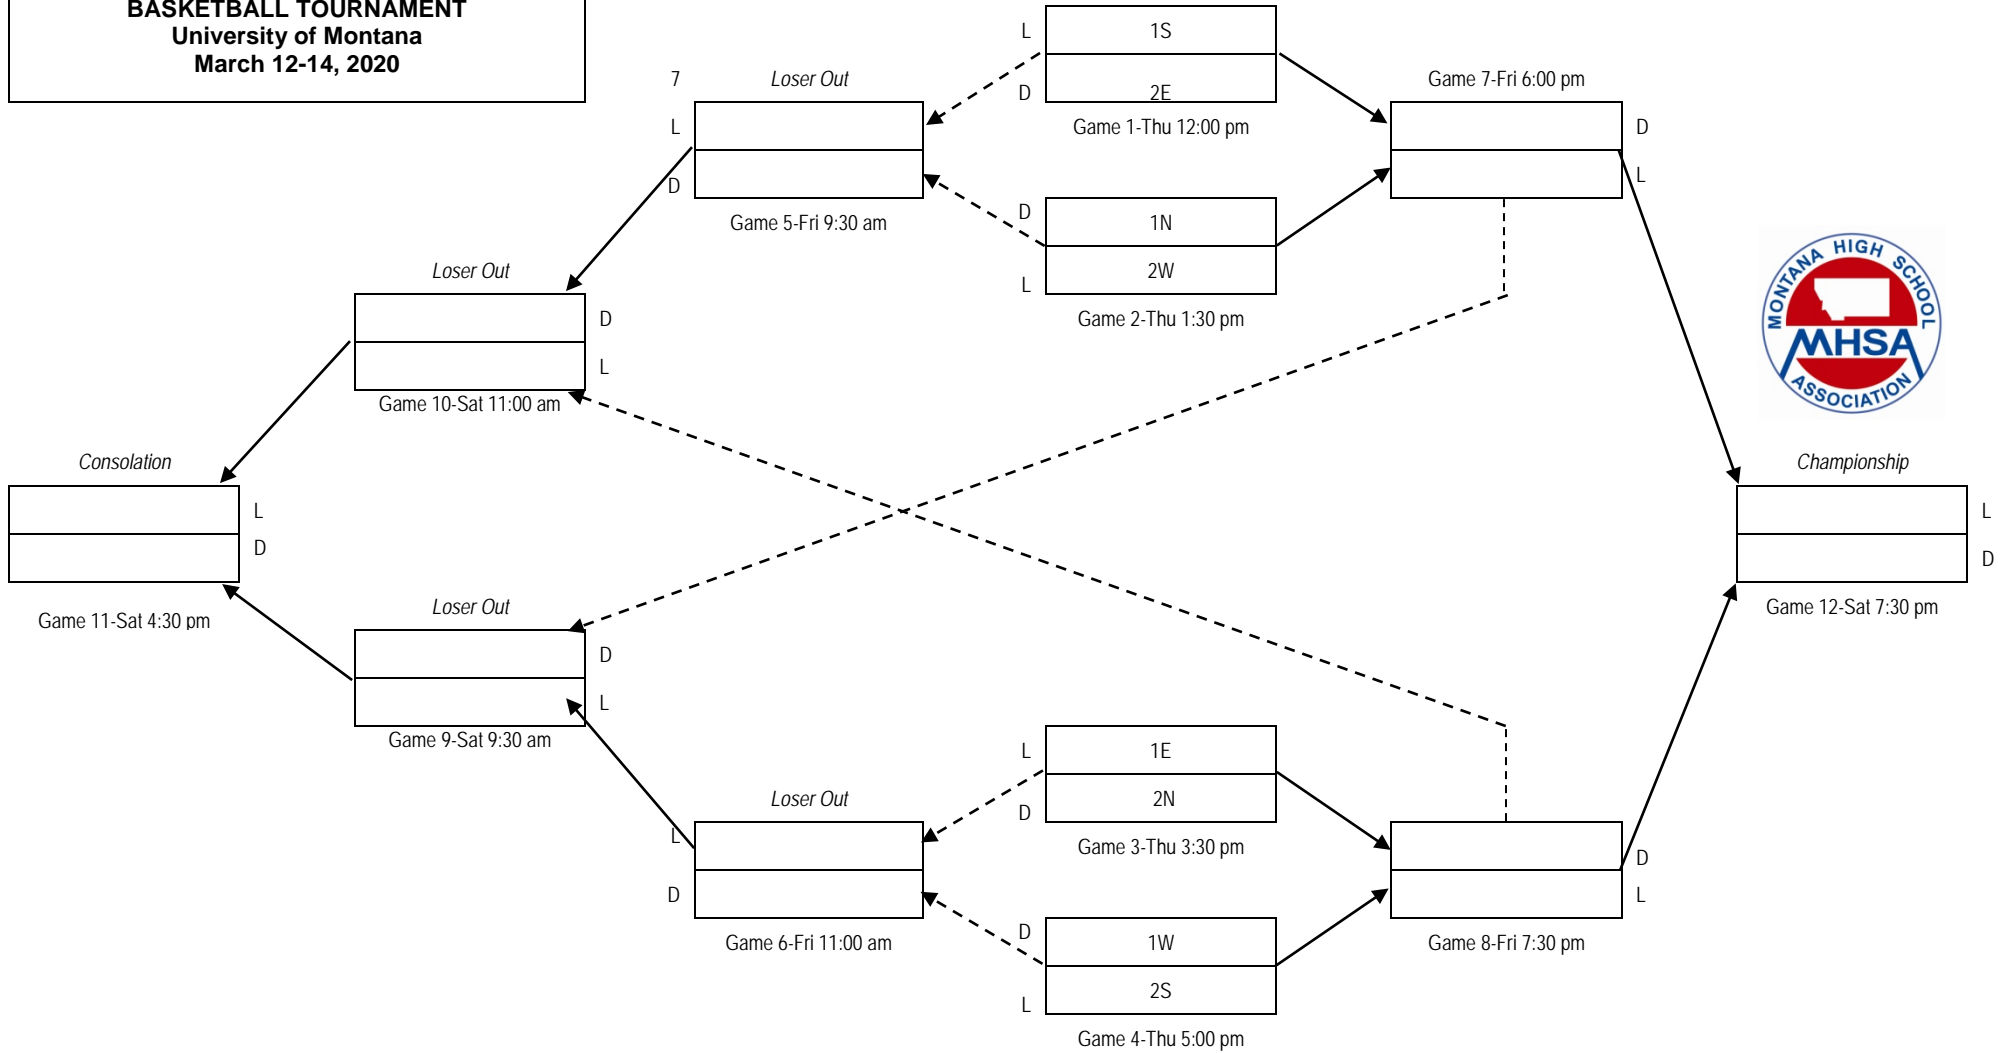 BASKETBALL TOURNAMENT
University of Montana
March 12-14, 2020
L
1S
7
Loser Out
D
2E
Game 7-Fri 6:00 pm
L
Game 1-Thu 12:00 pm
D
D
L
Game 5-Fri 9:30 am
D
1N
2W
L
Game 2-Thu 1:30 pm
MONTANA HIGH SCHOOL
MHSA
ASSOCIATION
Loser Out
D
L
Game 10-Sat 11:00 am
Consolation
L
D
Game 11-Sat 4:30 pm
Championship
L
D
Game 12-Sat 7:30 pm
Loser Out
D
L
Game 9-Sat 9:30 am
L
1E
D
2N
Game 3-Thu 3:30 pm
Loser Out
L
D
Game 6-Fri 11:00 am
D
L
Game 8-Fri 7:30 pm
D
1W
2S
L
Game 4-Thu 5:00 pm